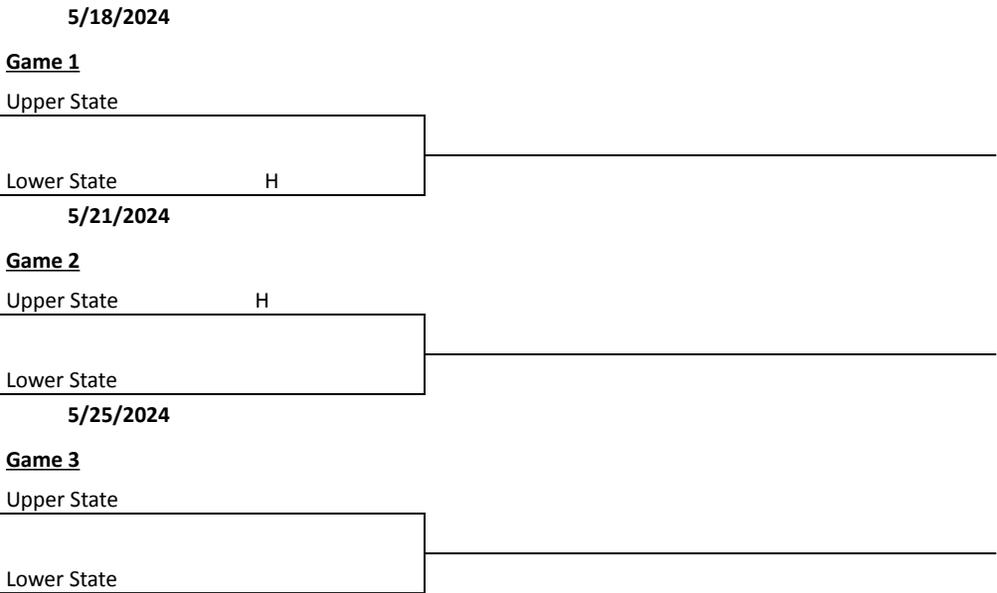 5/18/2024
Game 1
Upper State
Lower State H
5/21/2024
Game 2
Upper State H
Lower State
5/25/2024
Game 3
Upper State
Lower State